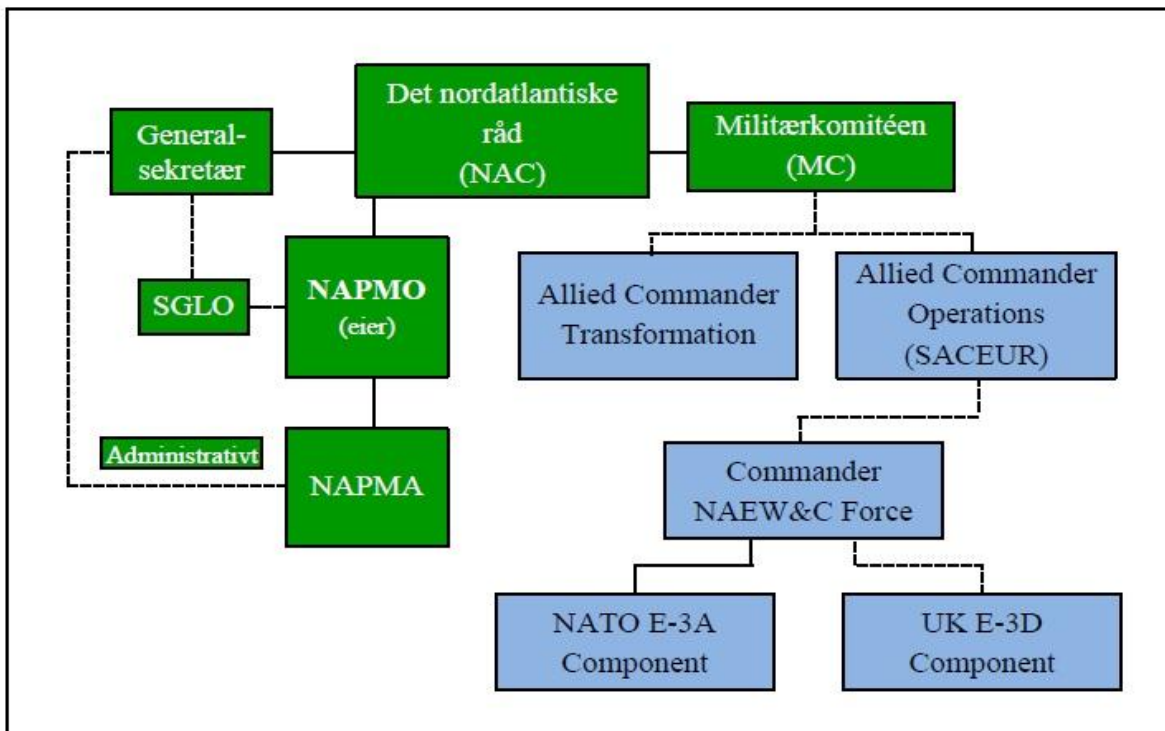 Det nordatlantiske
råd
(NAC)
General-
sekretær
Militærkomitéen
(MC)
SGLO
NAPMO
(eier)
Allied Commander
Transformation
Allied Commander
Operations
(SACEUR)
Administrativt
NAPMA
Commander
NAEW&C Force
NATO E-3A
Component
UK E-3D
Component